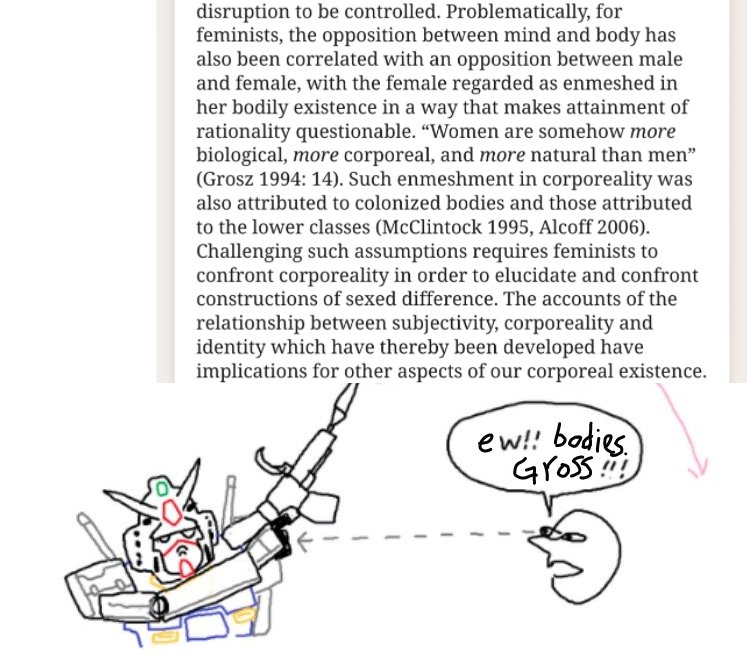 disruption to be controlled. Problematically, for
feminists, the opposition between mind and body has
also been correlated with an opposition between male
and female, with the female regarded as enmeshed in
her bodily existence in a way that makes attainment of
rationality questionable. “Women are somehow more
biological, more corporeal, and more natural than men”
(Grosz 1994: 14). Such enmeshment in corporeality was
also attributed to colonized bodies and those attributed
to the lower classes (McClintock 1995, Alcoff 2006).
Challenging such assumptions requires feminists to
confront corporeality in order to elucidate and confront
constructions of sexed difference. The accounts of the
relationship between subjectivity, corporeality and
identity which have thereby been developed have
implications for other aspects of our corporeal existence.
ew!! bodies.
Gross!!!